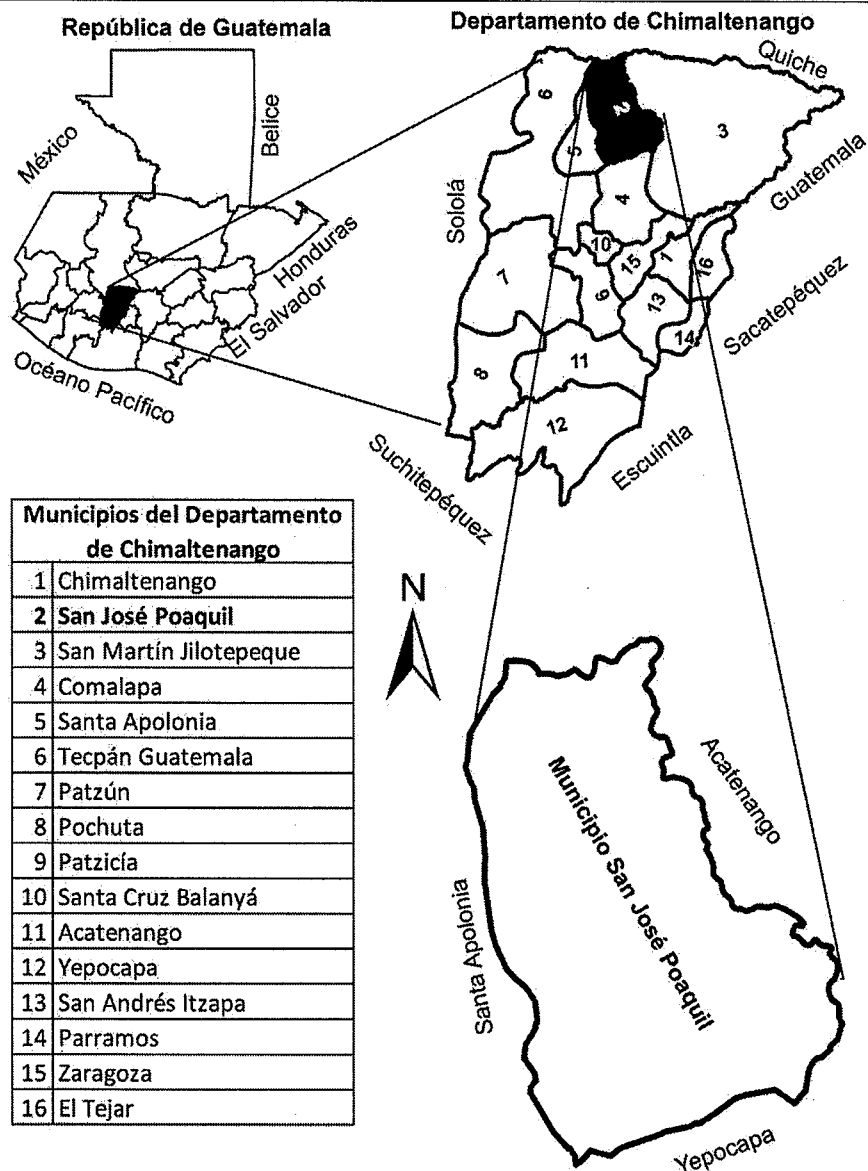 República de Guatemala
México
Belice
Honduras
El Salvador
Océano Pacífico
Departamento de Chimaltenango
Quiche
Guatemala
Sololá
Sacatepéquez
Escuintla
Suchitepéquez
6
2
3
5
4
10
15
1
16
7
9
13
14
8
11
12
Municipios del Departamento
de Chimaltenango
1 Chimaltenango
2 San José Poaquil
3 San Martín Jilotepeque
4 Comalapa
5 Santa Apolonia
6 Tecpán Guatemala
7 Patzún
8 Pochuta
9 Patzicía
10 Santa Cruz Balanyá
11 Acatenango
12 Yepocapa
13 San Andrés Itzapa
14 Parramos
15 Zaragoza
16 El Tejar
N
Acatenango
Municipio San José Poaquil
Santa Apolonia
Yepocapa